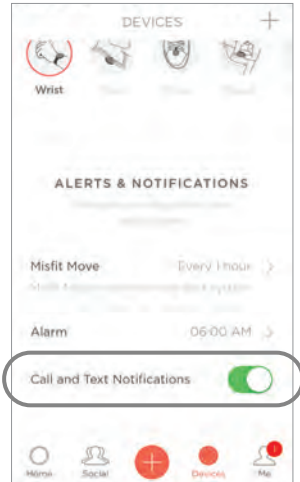 DEVICES
Wrist
ALERTS & NOTIFICATIONS
Misfit Move Every 1 hour
Alarm 06:00 AM
Call and Text Notifications
Home Social Devices Me